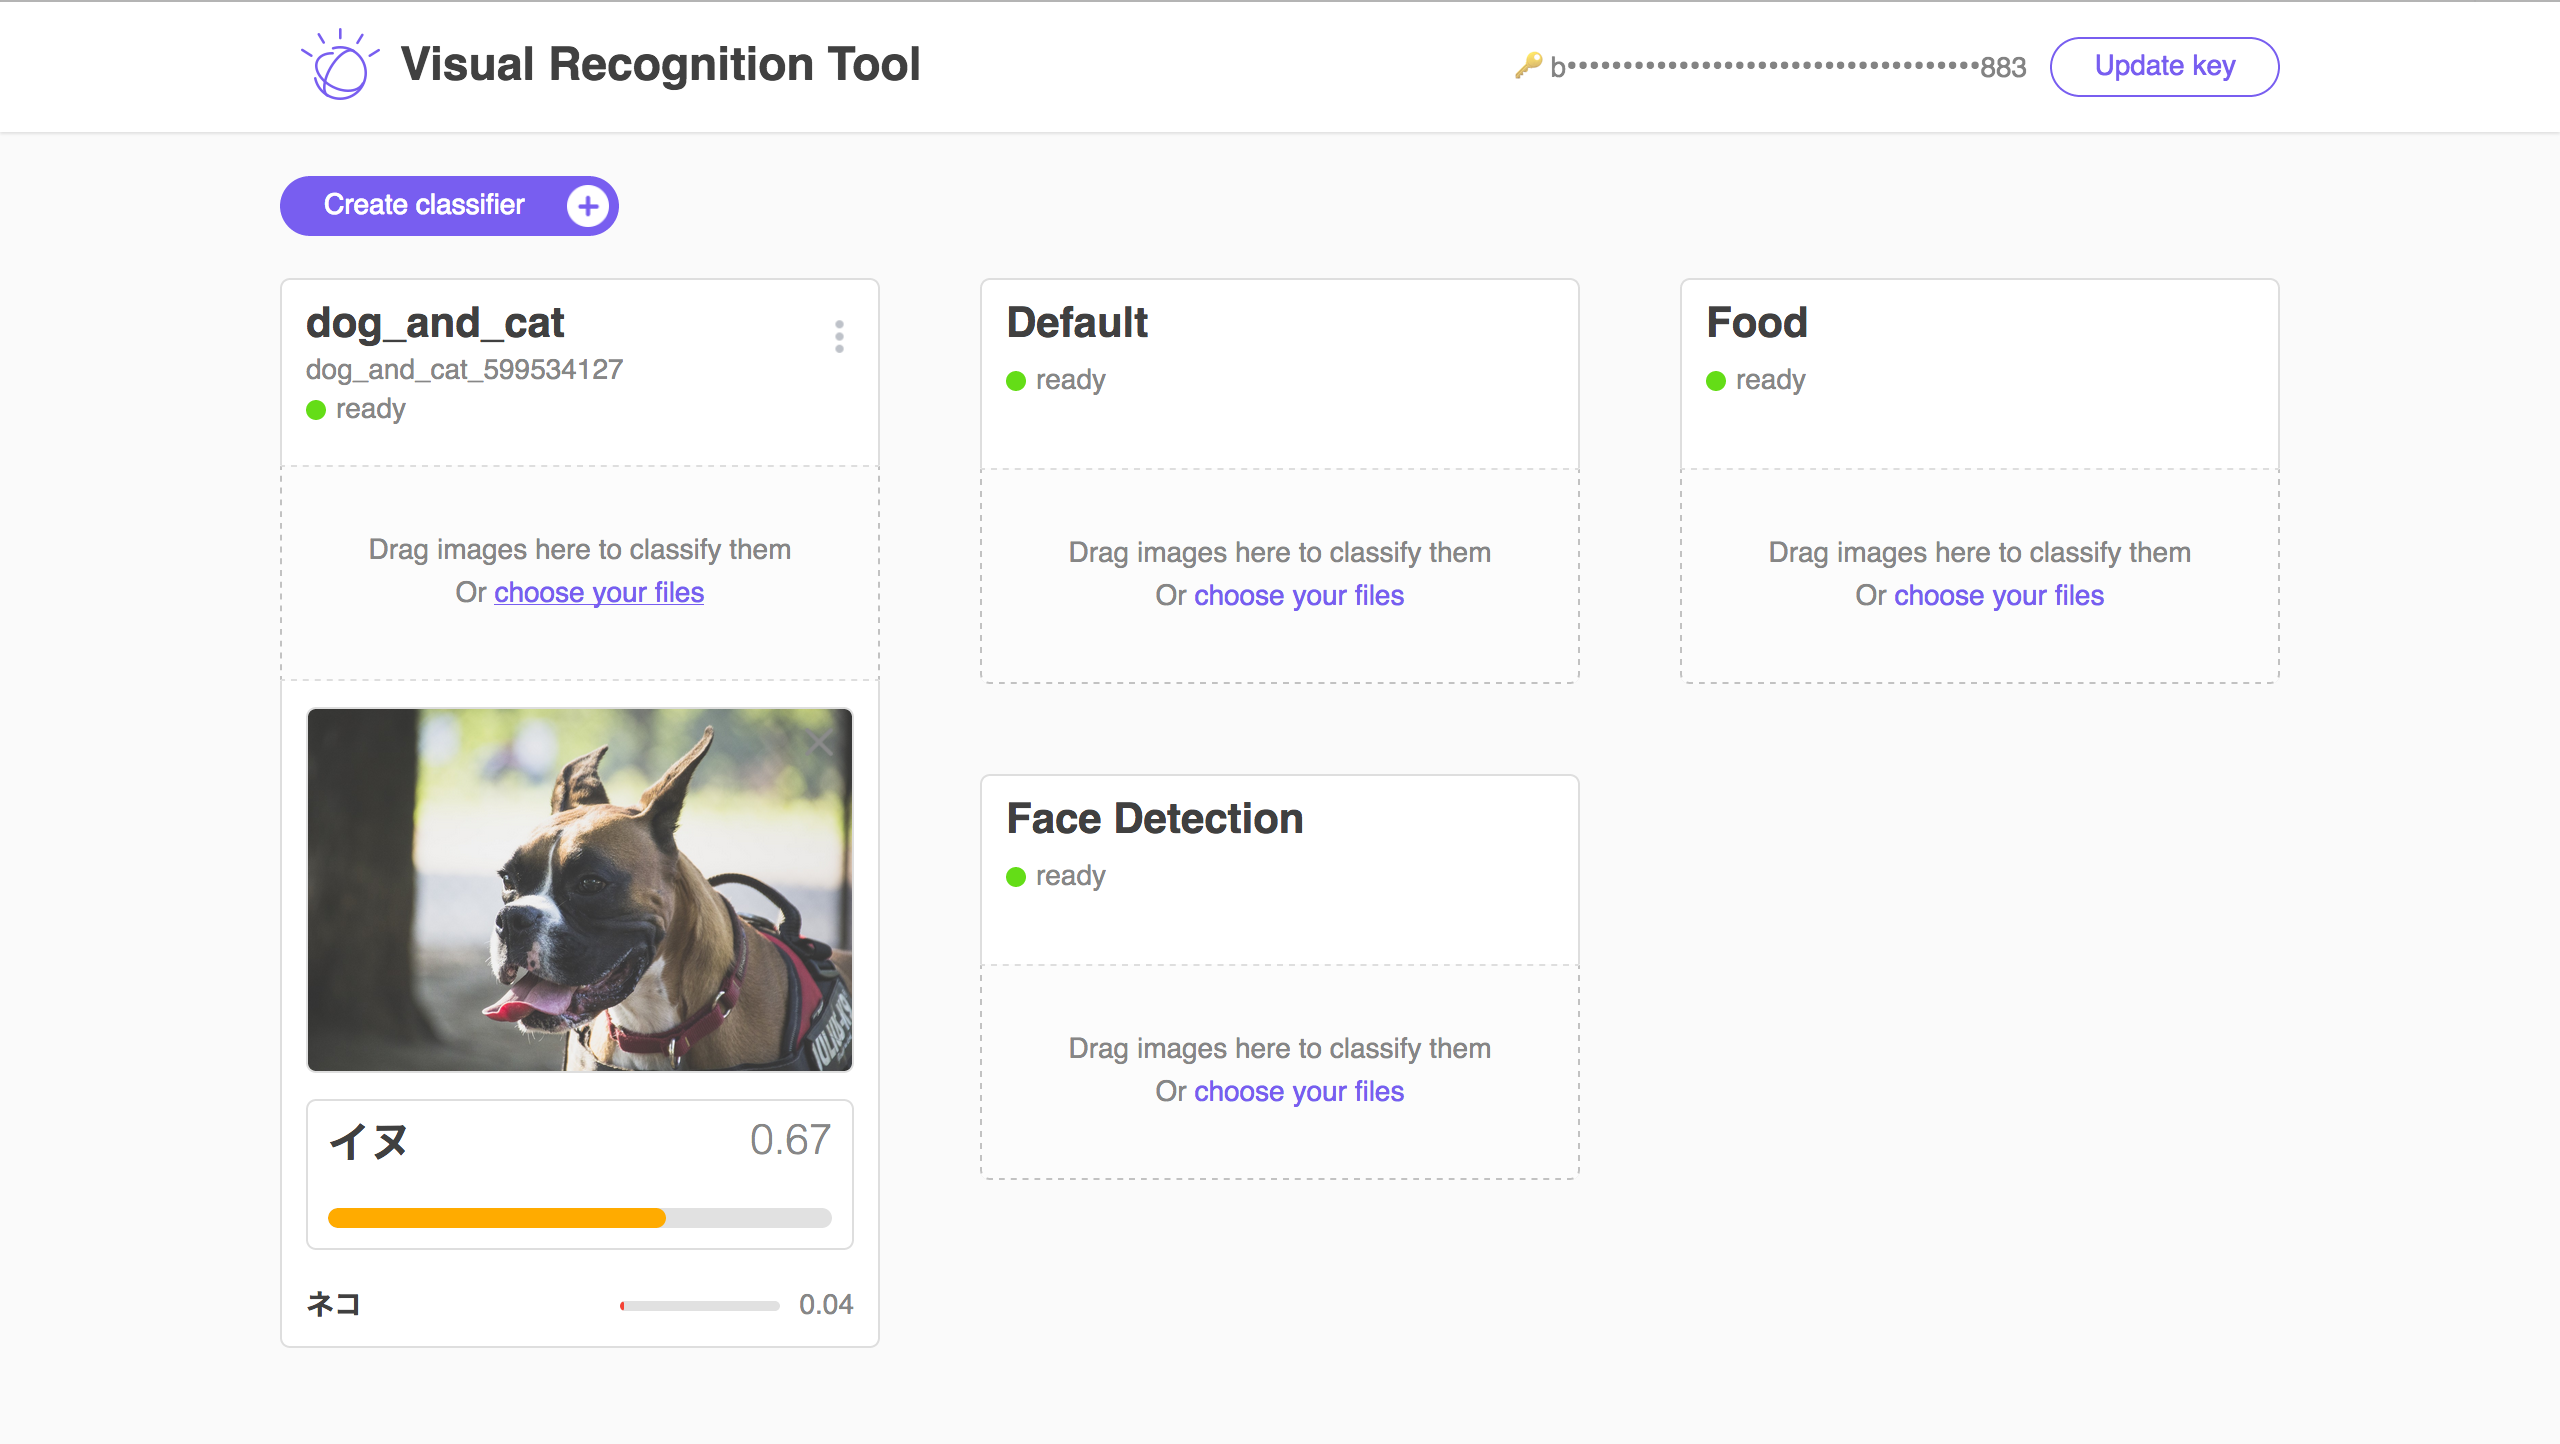 Visual Recognition Tool
b•••••••••••••••••••••••••••••••••••••883
Update key
Create classifier
dog_and_cat
dog_and_cat_599534127
ready
Drag images here to classify them
Or choose your files
JULIUS-K9
イヌ
0.67
ネコ
0.04
Default
ready
Drag images here to classify them
Or choose your files
Face Detection
ready
Drag images here to classify them
Or choose your files
Food
ready
Drag images here to classify them
Or choose your files